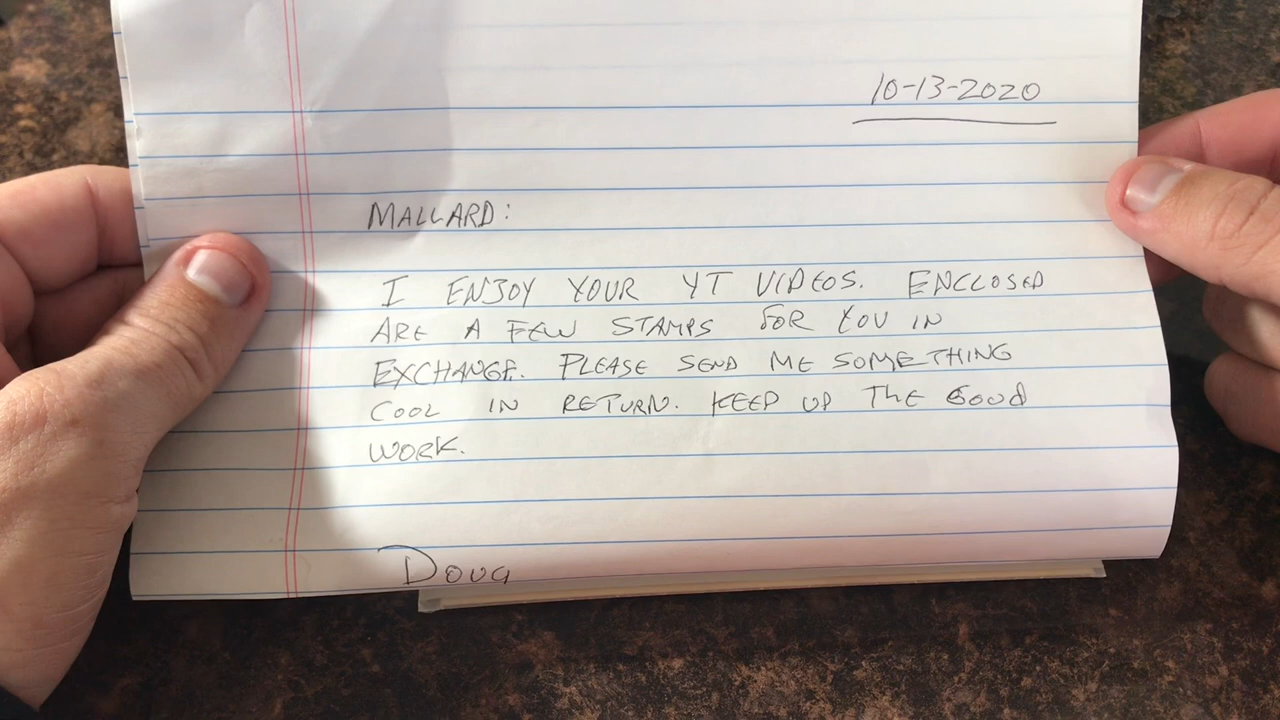 10-13-2020
MALLARD:
I ENJOY YOUR YT VIDEOS. ENCLOSED
ARE A FEW STAMPS FOR YOU IN
EXCHANGE. PLEASE SEND ME SOMETHING
COOL IN RETURN. KEEP UP THE GOOD
WORK.
DOUG